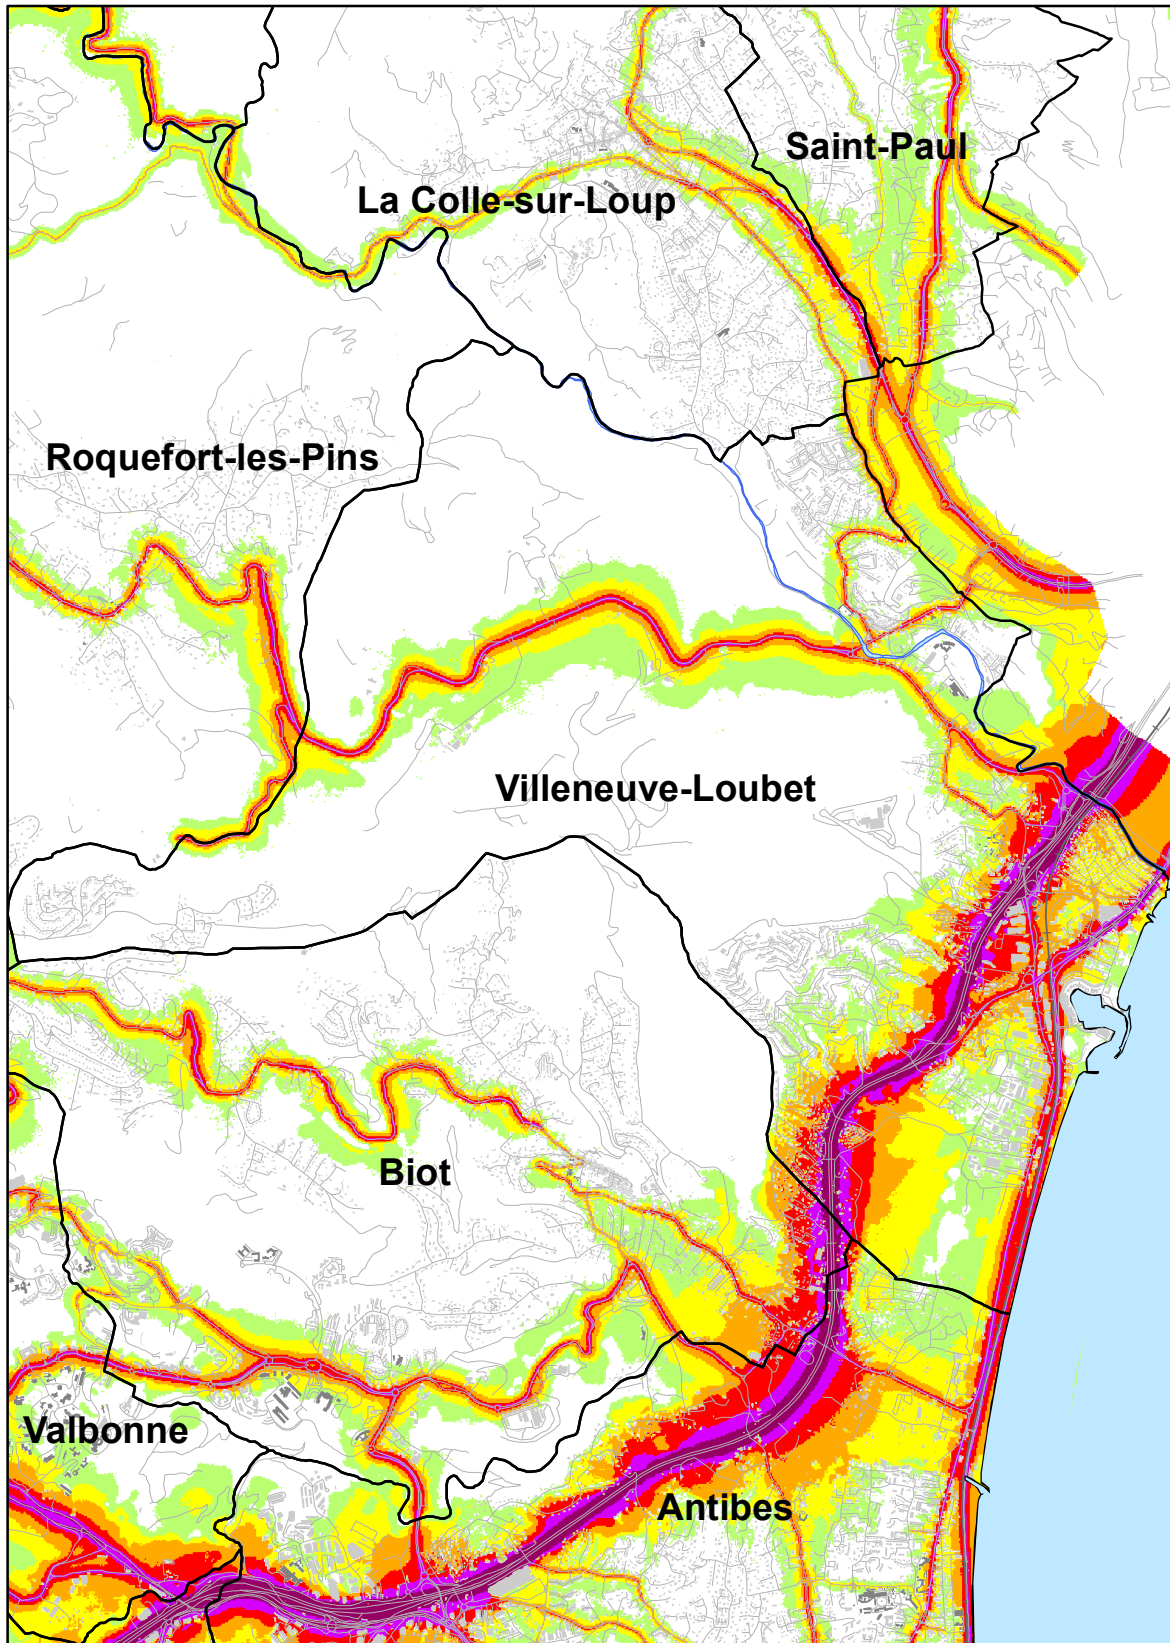 Saint-Paul
La Colle-sur-Loup
Roquefort-les-Pins
Villeneuve-Loubet
Biot
Valbonne
Antibes